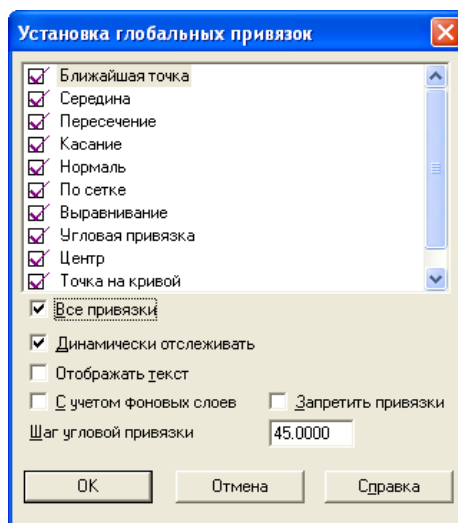 Установка глобальных привязок
Ближайшая точка
Середина
Пересечение
Касание
Нормаль
По сетке
Выравнивание
Угловая привязка
Центр
Точка на кривой
Все привязки
Динамически отслеживать
Отображать текст
С учетом фоновых слоев Запретить привязки
Шаг угловой привязки 45.0000
OK Отмена Справка